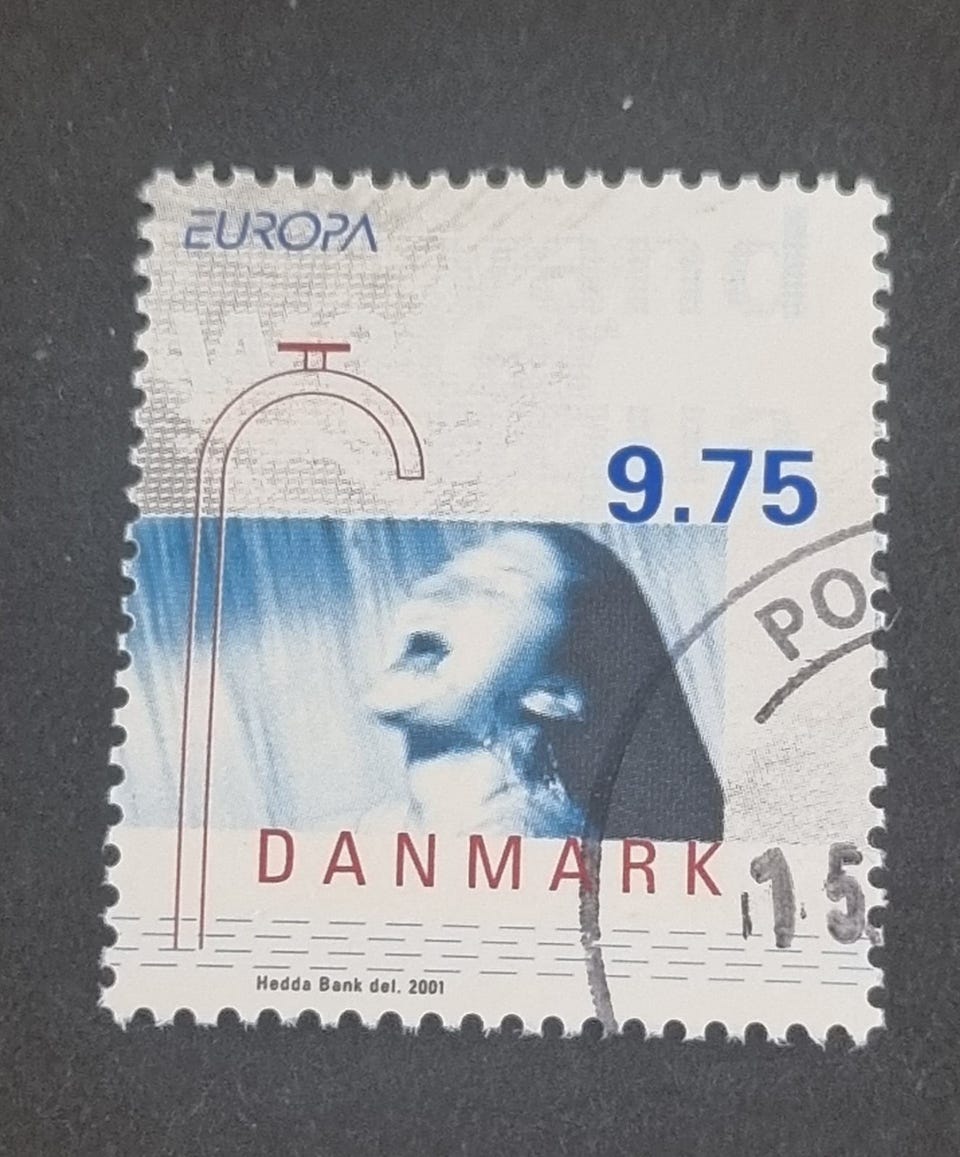 EUROPA
9.75
PO
DANMARK
15
Hedda Bank del. 2001